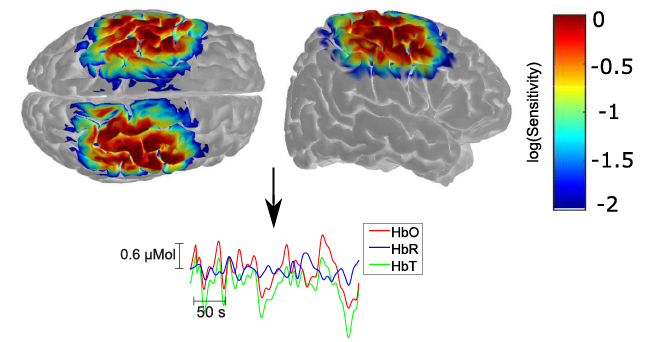 0
-0.5
-1
-1.5
-2
log(Sensitivity)
0.6 µMol
50 s
HbO
HbR
HbT